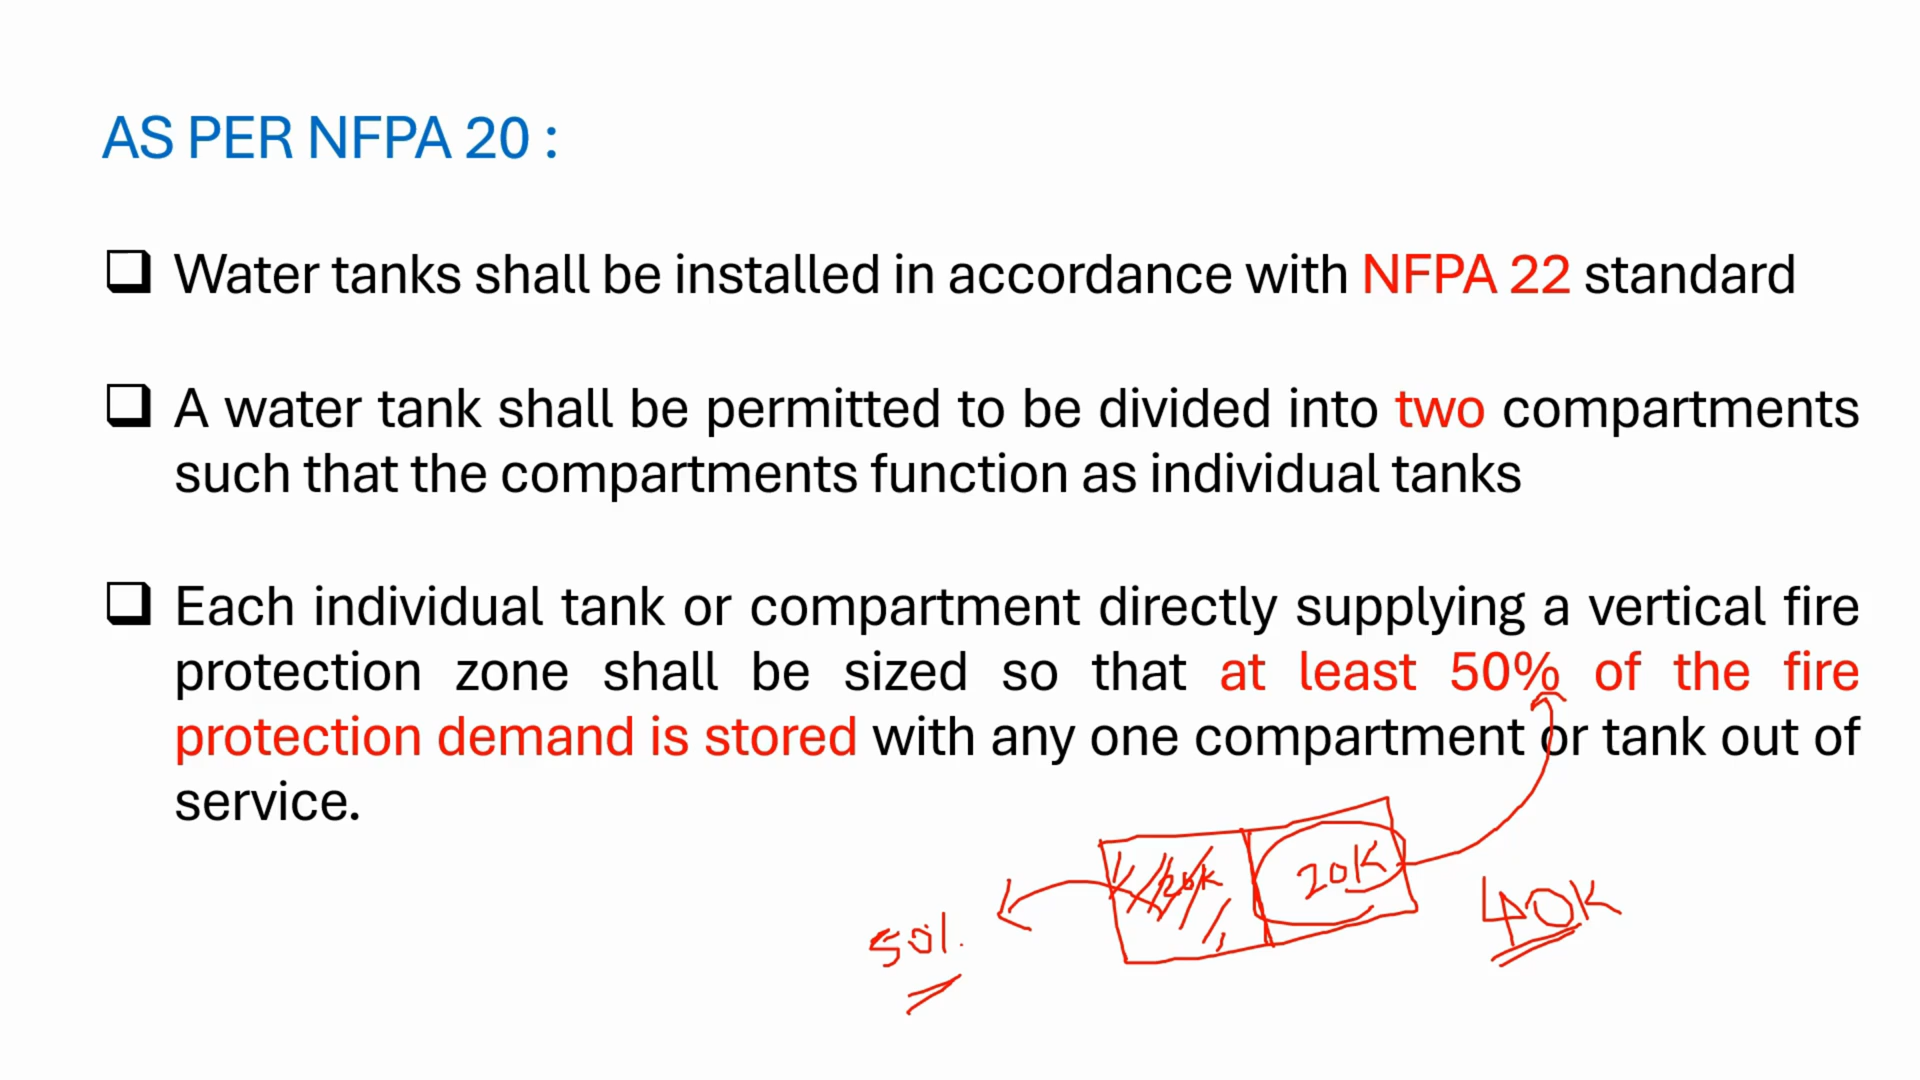 AS PER NFPA 20 :
❑ Water tanks shall be installed in accordance with NFPA 22 standard
❑ A water tank shall be permitted to be divided into two compartments
such that the compartments function as individual tanks
❑ Each individual tank or compartment directly supplying a vertical fire
protection zone shall be sized so that at least 50% of the fire
protection demand is stored with any one compartment or tank out of
service.
20K 20K 40K
50%